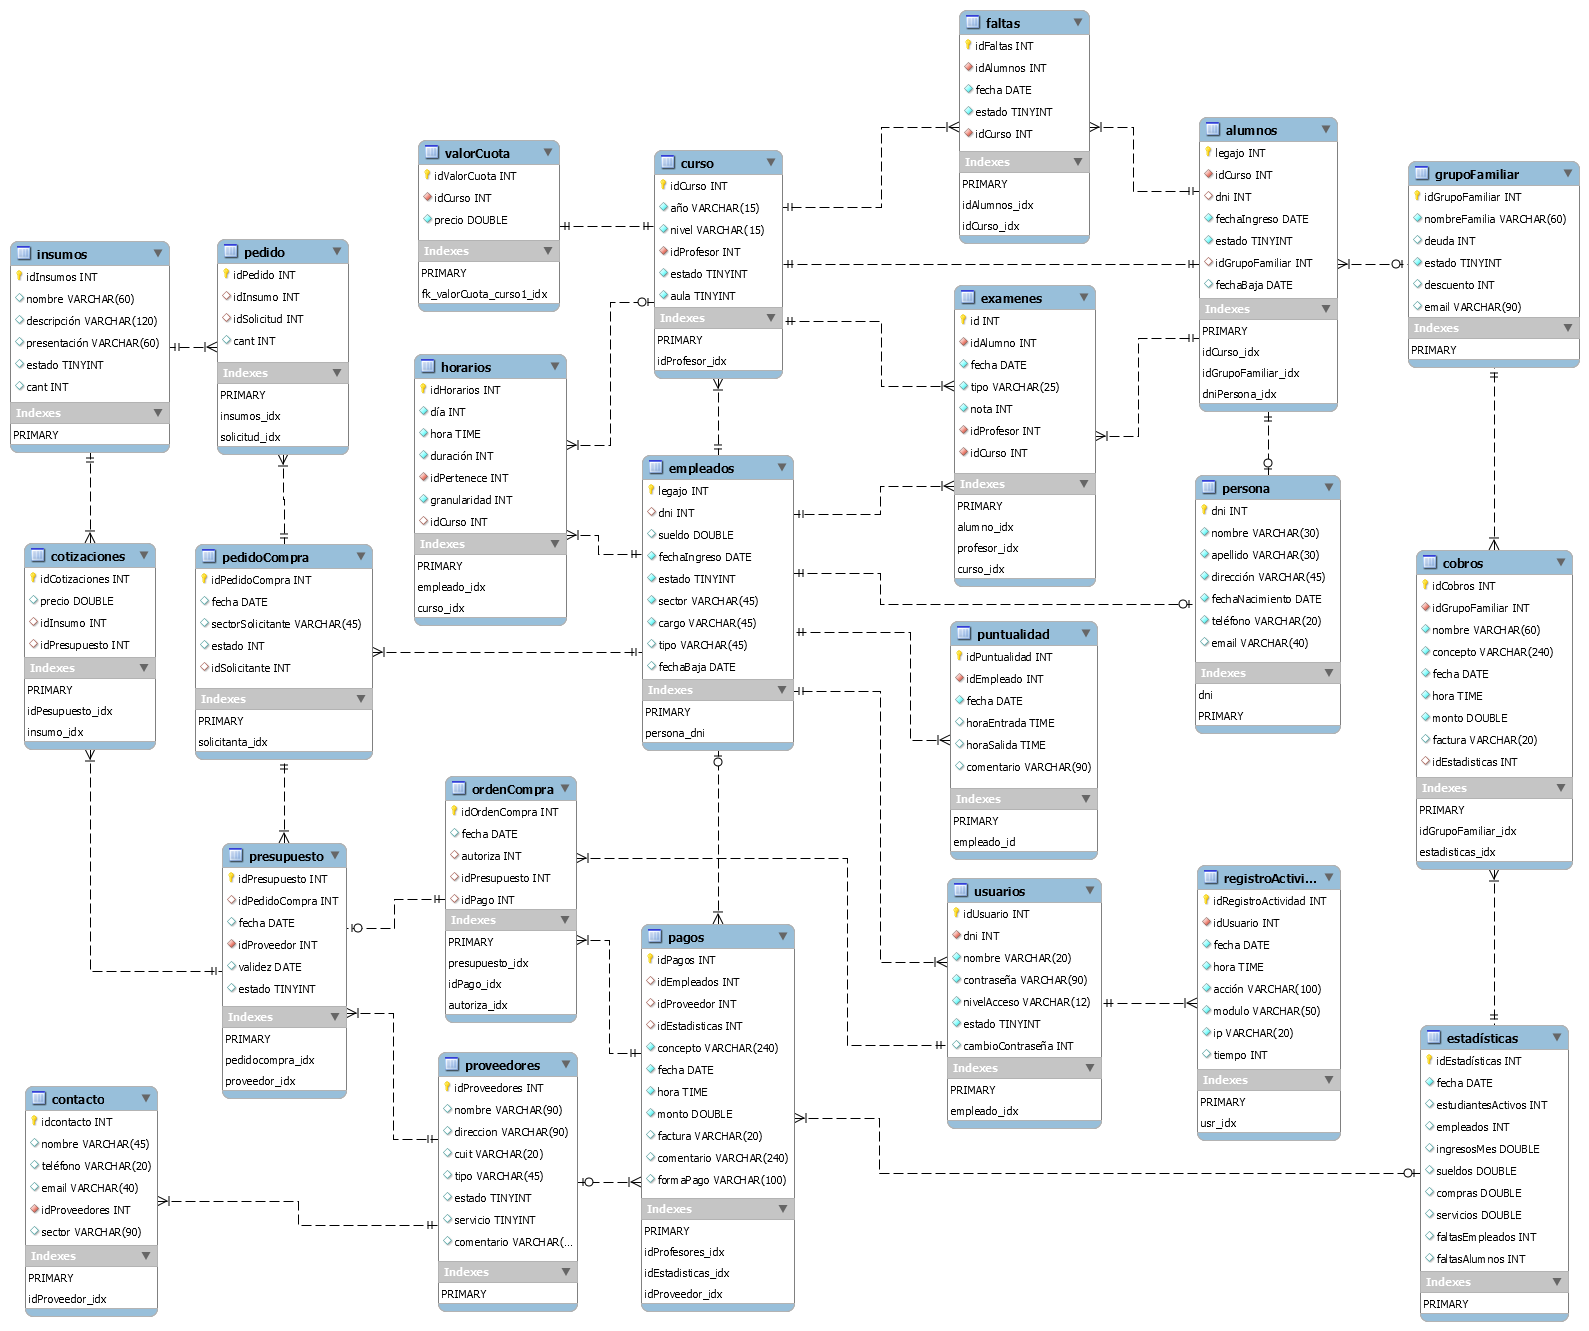 faltas
idFaltas INT
idAlumnos INT
fecha DATE
estado TINYINT
idCurso INT
Indexes
PRIMARY
idAlumnos_idx
idCurso_idx
valorCuota
idValorCuota INT
idCurso INT
precio DOUBLE
Indexes
PRIMARY
fk_valorCuota_curso1_idx
curso
idCurso INT
año VARCHAR(15)
nivel VARCHAR(15)
idProfesor INT
estado TINYINT
aula TINYINT
Indexes
PRIMARY
idProfesor_idx
alumnos
legajo INT
idCurso INT
dni INT
fechaIngreso DATE
estado TINYINT
idGrupoFamiliar INT
fechaBaja DATE
Indexes
PRIMARY
idCurso_idx
idGrupoFamiliar_idx
dniPersona_idx
grupoFamiliar
idGrupoFamiliar INT
nombreFamilia VARCHAR(60)
deuda INT
estado TINYINT
descuento INT
email VARCHAR(90)
Indexes
PRIMARY
insumos
idInsumos INT
nombre VARCHAR(60)
descripción VARCHAR(120)
presentación VARCHAR(60)
estado TINYINT
cant INT
Indexes
PRIMARY
pedido
idPedido INT
idInsumo INT
idSolicitud INT
cant INT
Indexes
PRIMARY
insumos_idx
solicitud_idx
horarios
idHorarios INT
día INT
hora TIME
duración INT
idPertenece INT
granularidad INT
idCurso INT
Indexes
PRIMARY
empleado_idx
curso_idx
examenes
id INT
idAlumno INT
fecha DATE
tipo VARCHAR(25)
nota INT
idProfesor INT
idCurso INT
Indexes
PRIMARY
alumno_idx
profesor_idx
curso_idx
empleados
legajo INT
dni INT
sueldo DOUBLE
fechaIngreso DATE
estado TINYINT
sector VARCHAR(45)
cargo VARCHAR(45)
tipo VARCHAR(45)
fechaBaja DATE
Indexes
PRIMARY
persona_dni
persona
dni INT
nombre VARCHAR(30)
apellido VARCHAR(30)
dirección VARCHAR(45)
fechaNacimiento DATE
teléfono VARCHAR(20)
email VARCHAR(40)
Indexes
dni
PRIMARY
cotizaciones
idCotizaciones INT
precio DOUBLE
idInsumo INT
idPresupuesto INT
Indexes
PRIMARY
idPesupuesto_idx
insumo_idx
pedidoCompra
idPedidoCompra INT
fecha DATE
sectorSolicitante VARCHAR(45)
estado INT
idSolicitante INT
Indexes
PRIMARY
solicitanta_idx
cobros
idCobros INT
idGrupoFamiliar INT
nombre VARCHAR(60)
concepto VARCHAR(240)
fecha DATE
hora TIME
monto DOUBLE
factura VARCHAR(20)
idEstadisticas INT
Indexes
PRIMARY
idGrupoFamiliar_idx
estadisticas_idx
puntualidad
idPuntualidad INT
idEmpleado INT
fecha DATE
horaEntrada TIME
horaSalida TIME
comentario VARCHAR(90)
Indexes
PRIMARY
empleado_id
ordenCompra
idOrdenCompra INT
fecha DATE
autoriza INT
idPresupuesto INT
idPago INT
Indexes
PRIMARY
presupuesto_idx
idPago_idx
autoriza_idx
presupuesto
idPresupuesto INT
idPedidoCompra INT
fecha DATE
idProveedor INT
validez DATE
estado TINYINT
Indexes
PRIMARY
pedidocompra_idx
proveedor_idx
usuarios
idUsuario INT
dni INT
nombre VARCHAR(20)
contraseña VARCHAR(90)
nivelAcceso VARCHAR(12)
estado TINYINT
cambioContraseña INT
Indexes
PRIMARY
empleado_idx
registroActivi...
idRegistroActividad INT
idUsuario INT
fecha DATE
hora TIME
acción VARCHAR(100)
modulo VARCHAR(50)
ip VARCHAR(20)
tiempo INT
Indexes
PRIMARY
usr_idx
pagos
idPagos INT
idEmpleados INT
idProveedor INT
idEstadisticas INT
concepto VARCHAR(240)
fecha DATE
hora TIME
monto DOUBLE
factura VARCHAR(20)
comentario VARCHAR(240)
formaPago VARCHAR(100)
Indexes
PRIMARY
idProfesores_idx
idEstadisticas_idx
idProveedor_idx
proveedores
idProveedores INT
nombre VARCHAR(90)
direccion VARCHAR(90)
cuit VARCHAR(20)
tipo VARCHAR(45)
estado TINYINT
servicio TINYINT
comentario VARCHAR(...
Indexes
PRIMARY
contacto
idcontacto INT
nombre VARCHAR(45)
teléfono VARCHAR(20)
email VARCHAR(40)
idProveedores INT
sector VARCHAR(90)
Indexes
PRIMARY
idProveedor_idx
estadísticas
idEstadísticas INT
fecha DATE
estudiantesActivos INT
empleados INT
ingresosMes DOUBLE
sueldos DOUBLE
compras DOUBLE
servicios DOUBLE
faltasEmpleados INT
faltasAlumnos INT
Indexes
PRIMARY